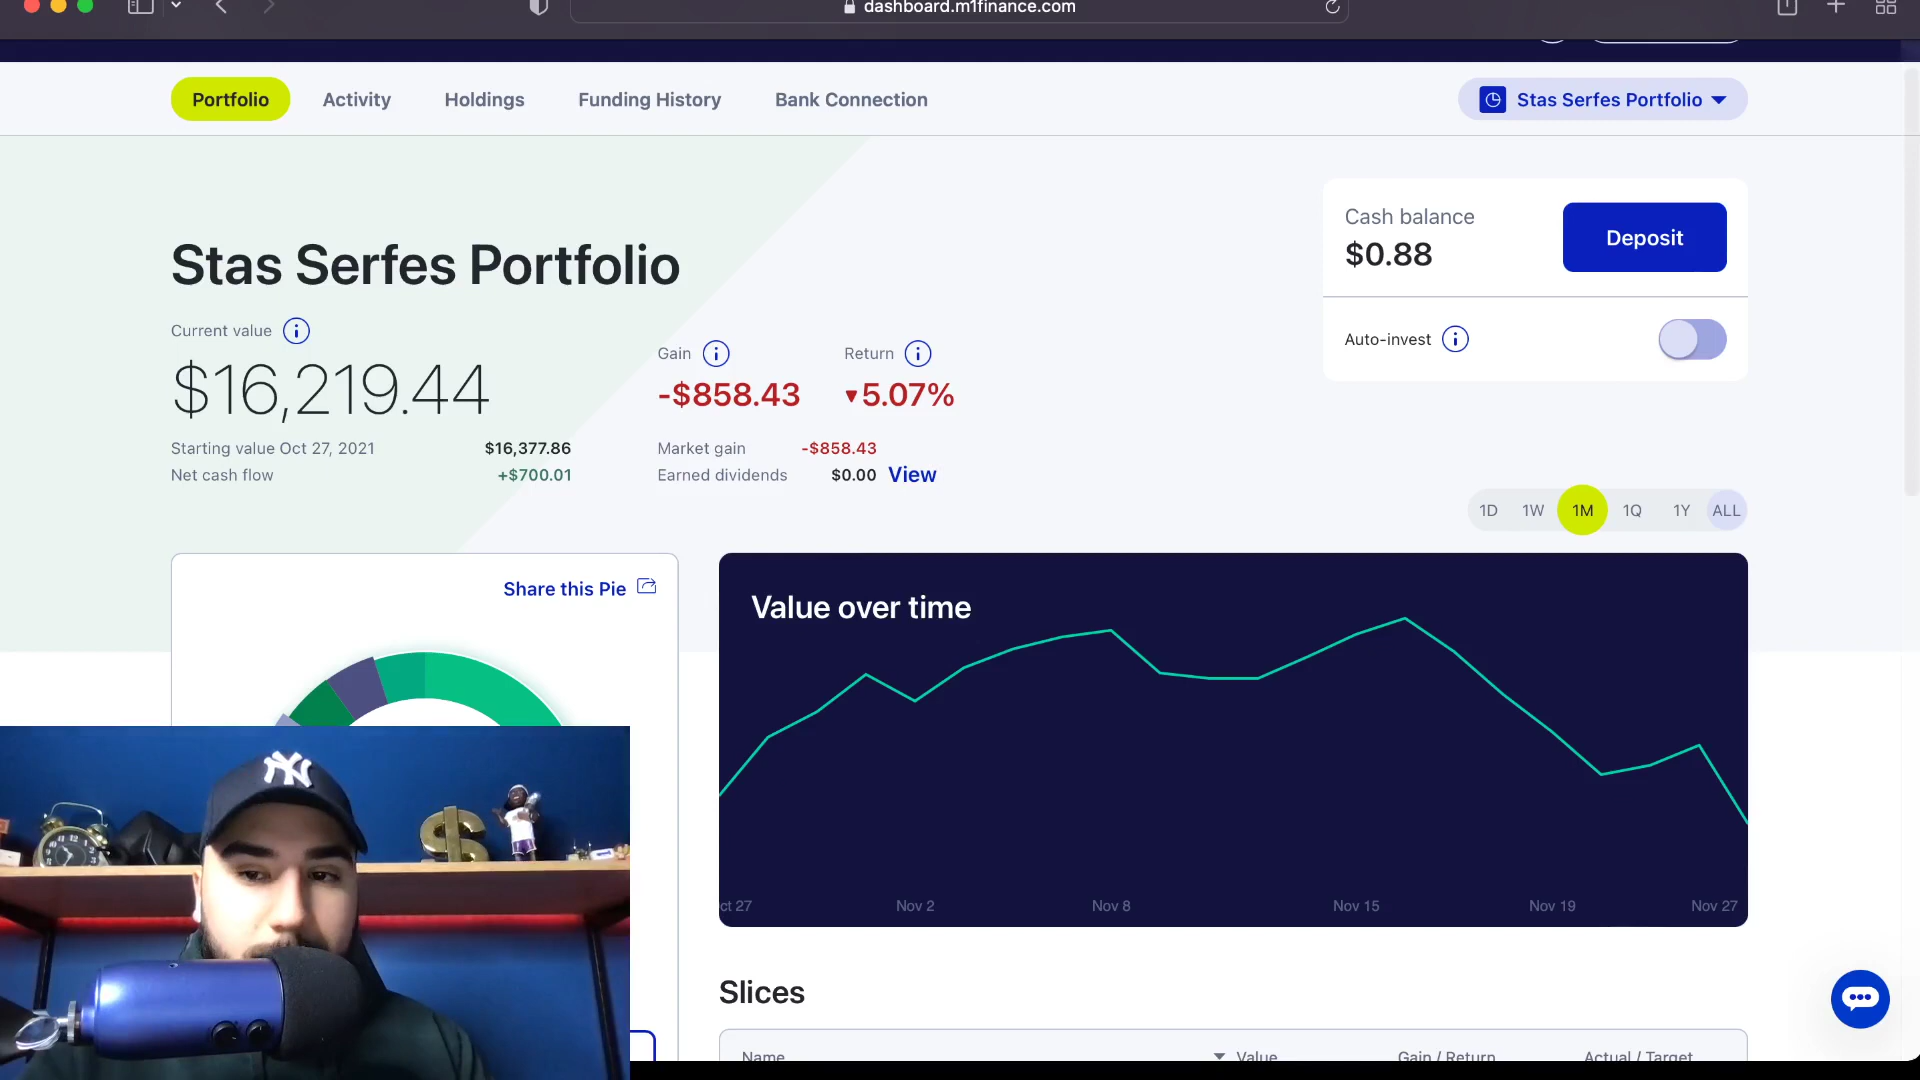 dashboard.m1finance.com
Portfolio Activity Holdings Funding History Bank Connection
Stas Serfes Portfolio
Cash balance
$0.88
Deposit
Auto-invest
Stas Serfes Portfolio
Current value
$16,219.44
Starting value Oct 27, 2021 $16,377.86
Net cash flow +$700.01
Gain
-$858.43
Return
▼5.07%
Market gain -$858.43
Earned dividends $0.00 View
1D 1W 1M 1Q 1Y ALL
Share this Pie
Value over time
ct 27 Nov 2 Nov 8 Nov 15 Nov 19 Nov 27
Slices
Name Value Gain / Return Actual / Target
NY